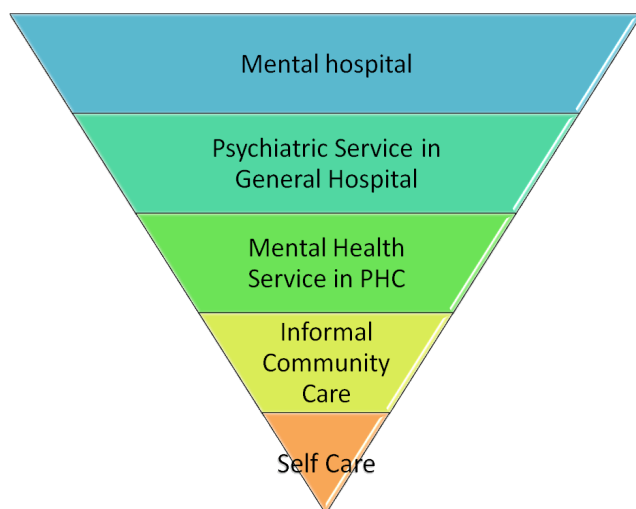 Mental hospital
Psychiatric Service in
General Hospital
Mental Health
Service in PHC
Informal
Community
Care
Self Care